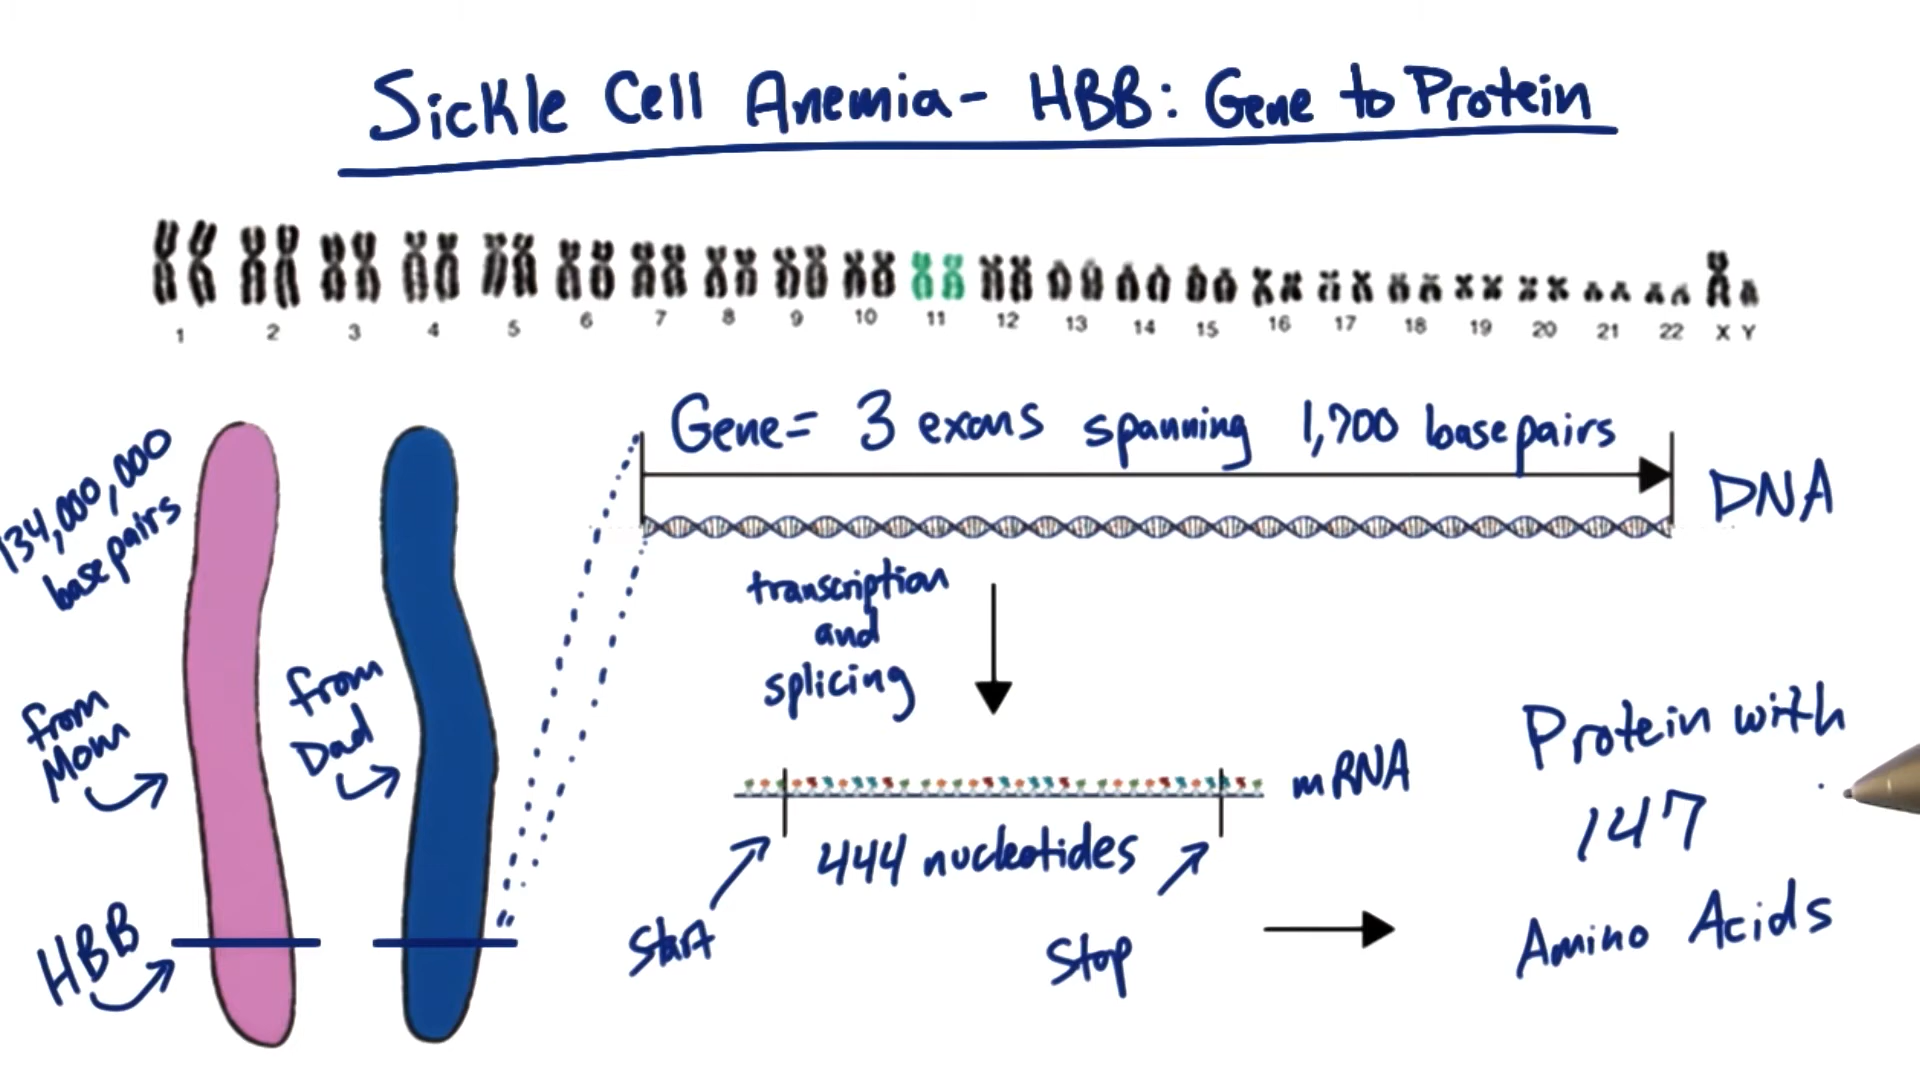 Sickle Cell Anemia- HBB: Gene to Protein
1 2 3 4 5 6 7 8 9 10 11 12 13 14 15 16 17 18 19 20 21 22 X Y
134,000,000
base pairs
from
Mom
from
Dad
HBB
Gene= 3 exons spanning 1,700 base pairs
DNA
transcription
and
splicing
mRNA
444 nucleotides
Start
Stop
Protein with
147
Amino Acids